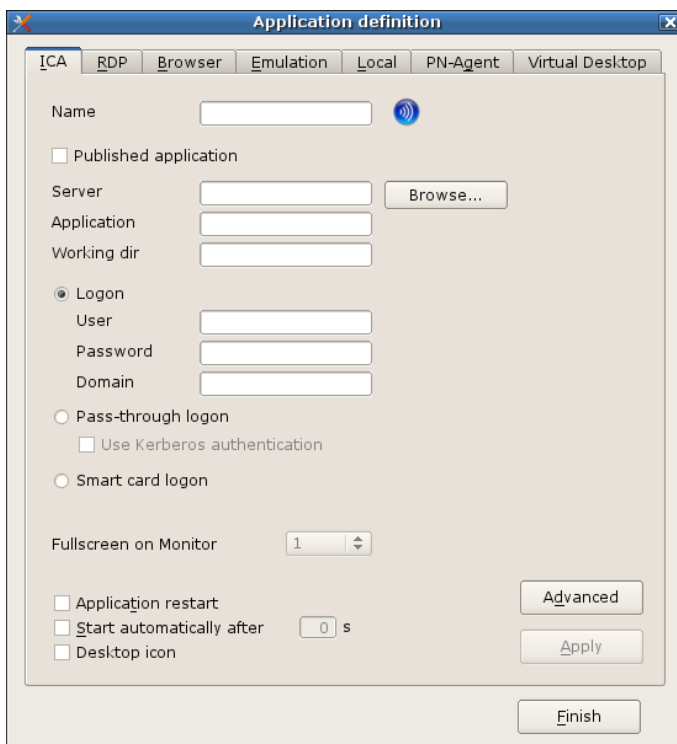 Application definition
ICA RDP Browser Emulation Local PN-Agent Virtual Desktop
Name
Published application
Server Browse...
Application
Working dir
Logon
User
Password
Domain
Pass-through logon
Use Kerberos authentication
Smart card logon
Fullscreen on Monitor 1
Application restart
Advanced
Start automatically after 0 s
Desktop icon
Apply
Finish